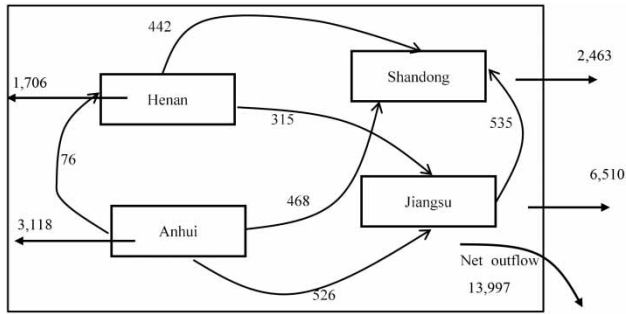 442
2,463
Shandong
1,706
Henan
315
535
76
6,510
468
Jiangsu
3,118
Anhui
Net outflow
526
13,997